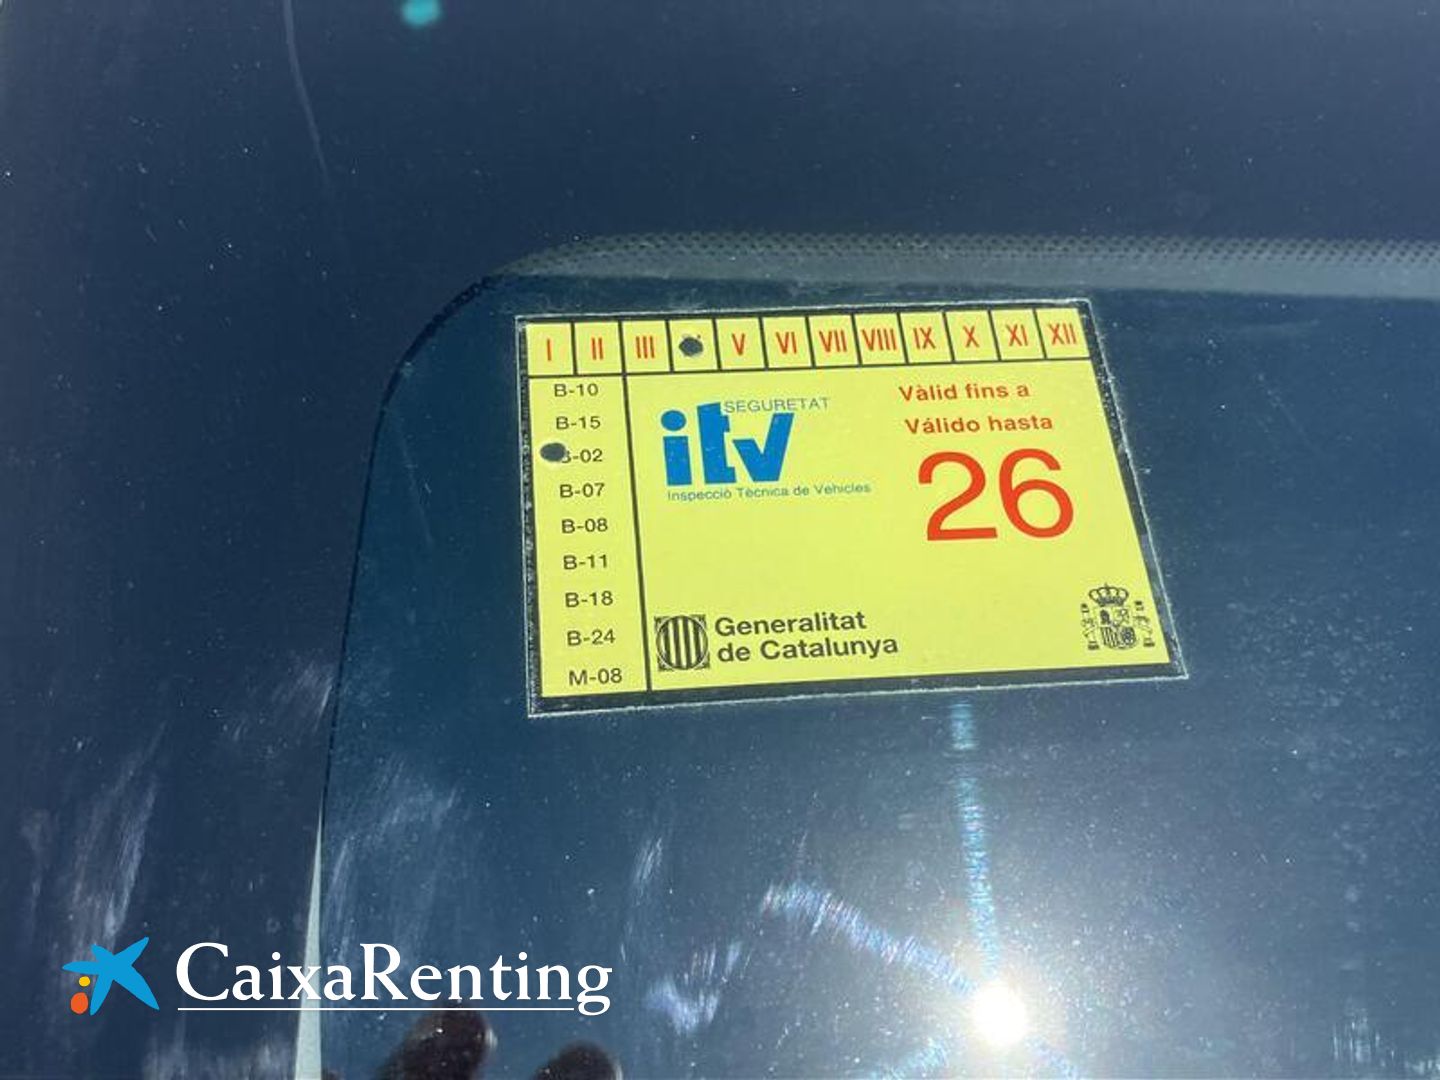 I II III V VI VII VIII IX X XI XII
B-10
B-15
B-02
B-07
B-08
B-11
B-18
B-24
M-08
SEGURETAT
itv
Inspecció Tècnica de Vehicles
Vàlid fins a
Válido hasta
26
Generalitat
de Catalunya
CaixaRenting